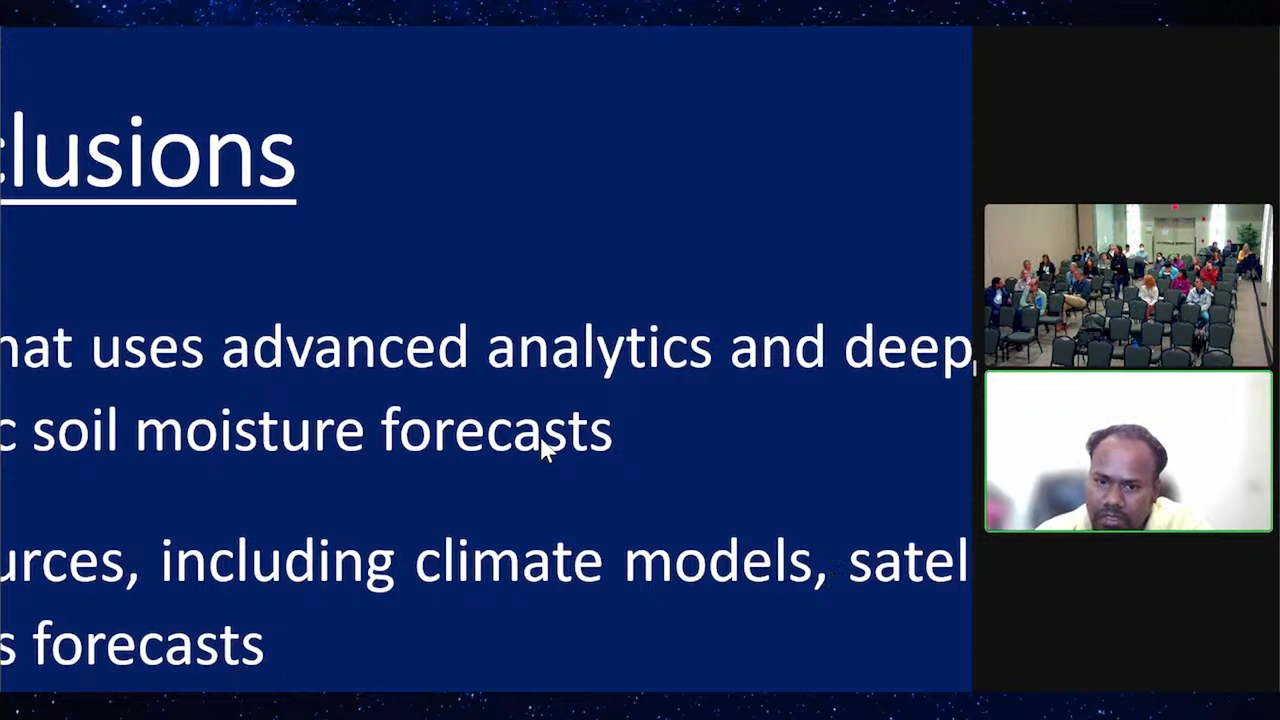 clusions
hat uses advanced analytics and deep
c soil moisture forecasts
urces, including climate models, satel
s forecasts